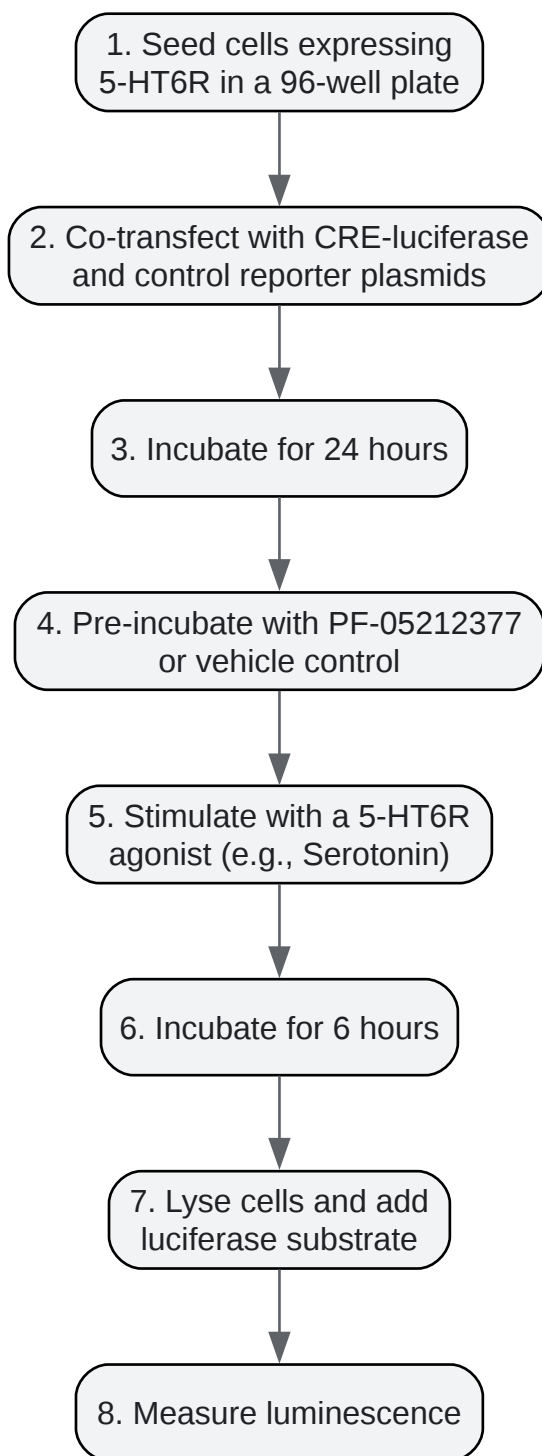 1. Seed cells expressing
5-HT6R in a 96-well plate
2. Co-transfect with CRE-luciferase
and control reporter plasmids
3. Incubate for 24 hours
4. Pre-incubate with PF-05212377
or vehicle control
5. Stimulate with a 5-HT6R
agonist (e.g., Serotonin)
6. Incubate for 6 hours
7. Lyse cells and add
luciferase substrate
8. Measure luminescence